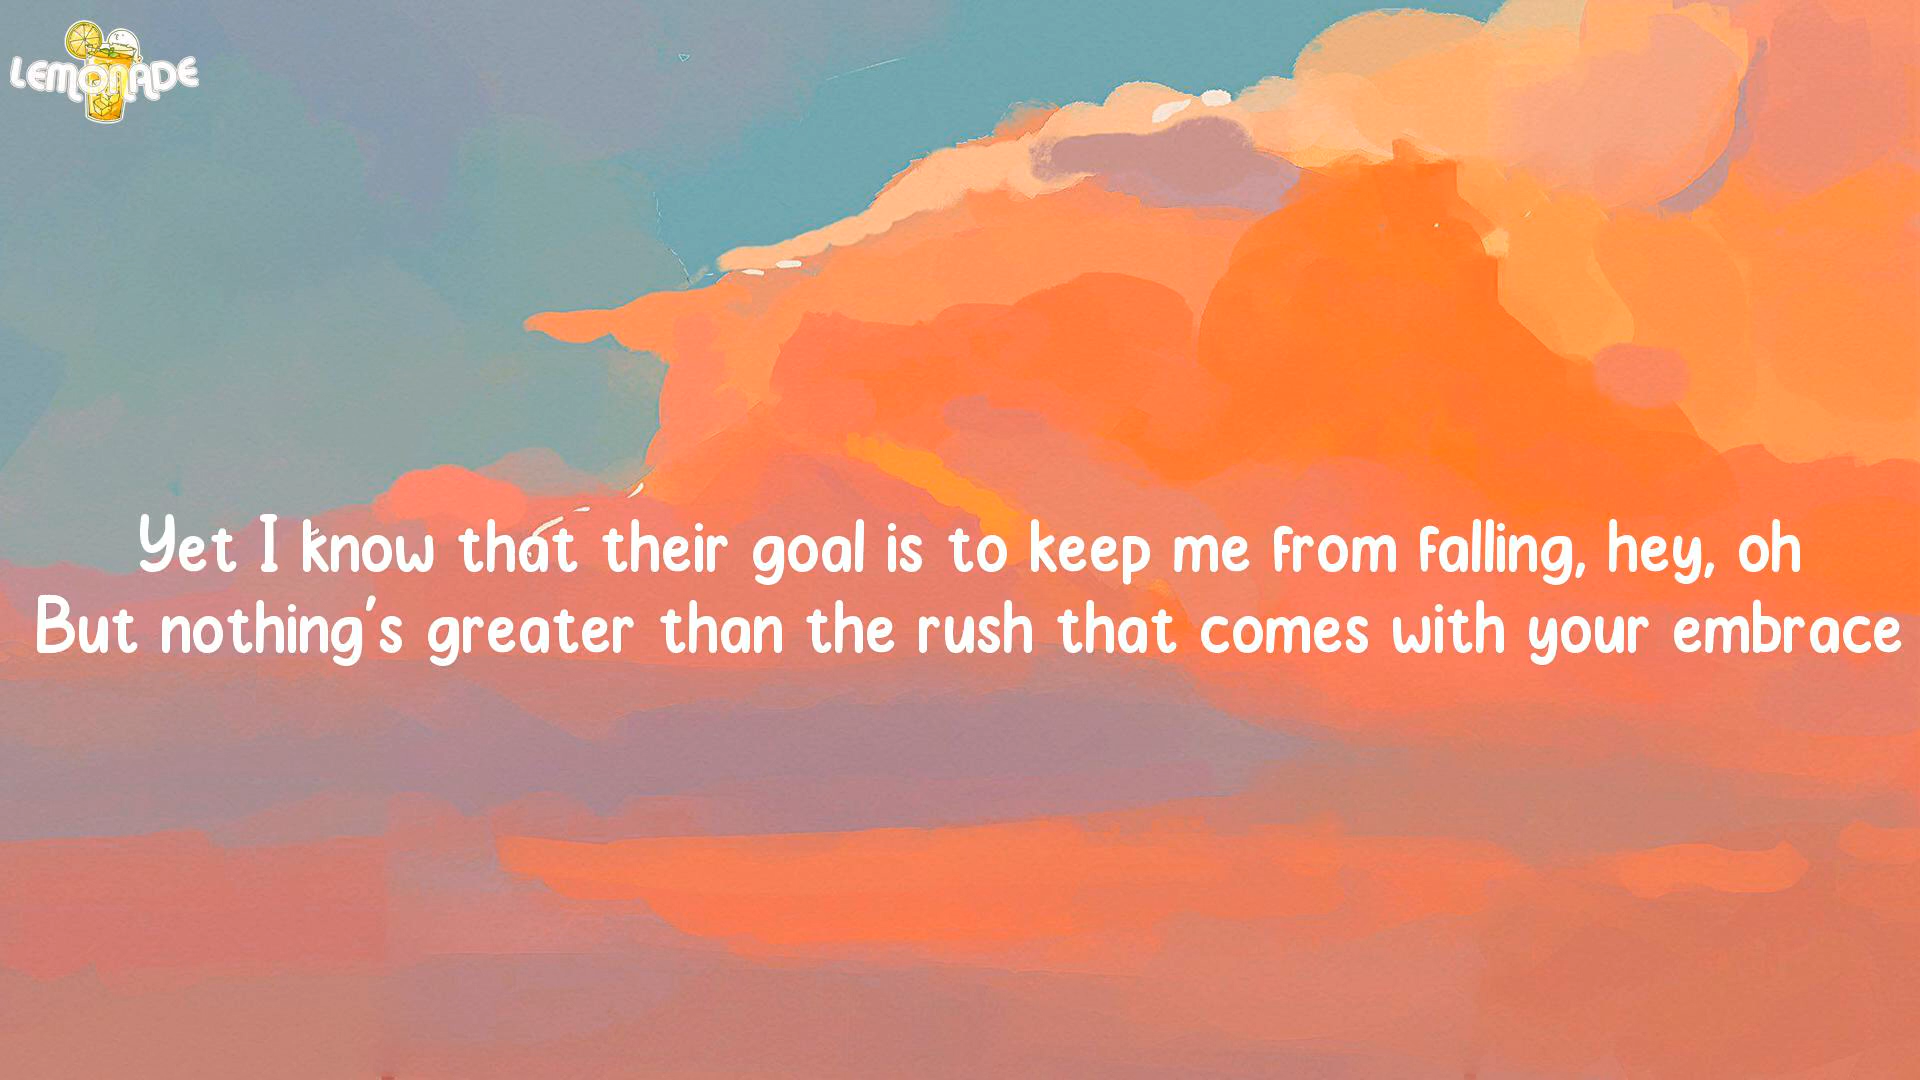 LEMONADE
Yet I know that their goal is to keep me from falling, hey, oh
But nothing's greater than the rush that comes with your embrace